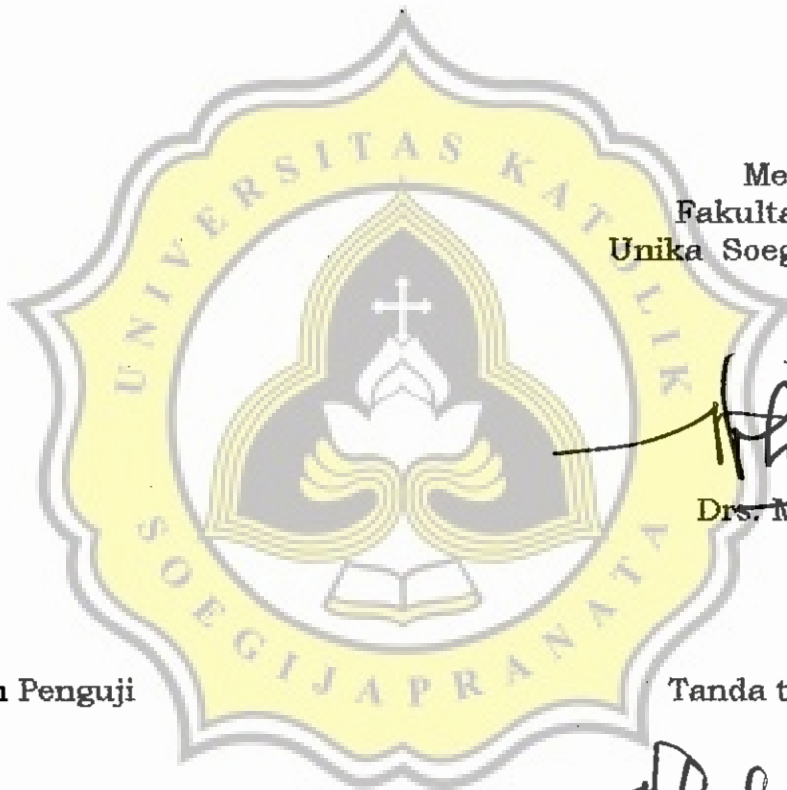 UNIVERSITAS KATOLIK
SOEGIJAPRANATA
Me
Fakulta
Unika Soeg
Drs. M
Penguji
Tanda t